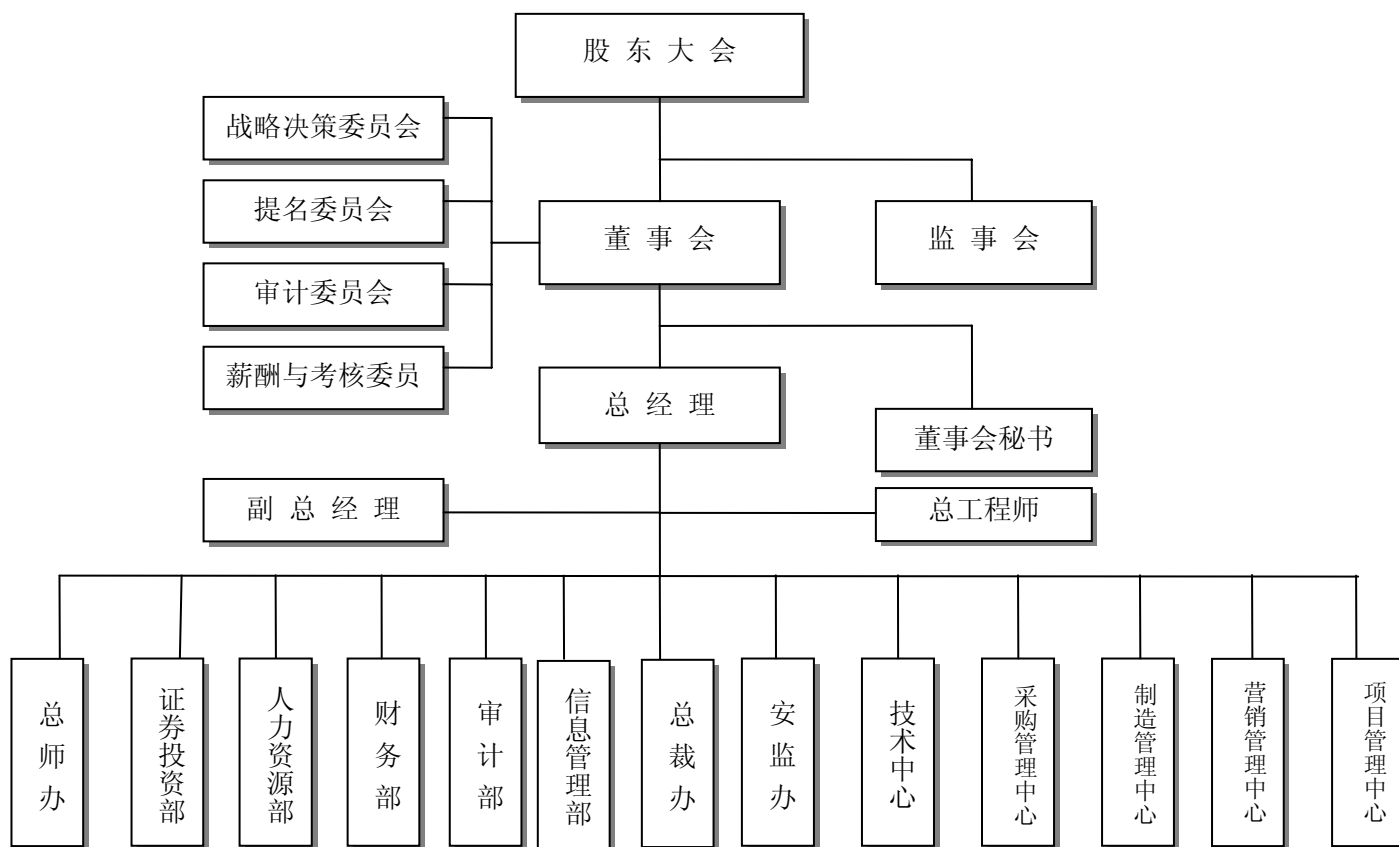 股 东 大 会
战略决策委员会
提名委员会
董 事 会
监 事 会
审计委员会
薪酬与考核委员
总 经 理
董事会秘书
副 总 经 理
总工程师
总师办
证券投资部
人力资源部
财务部
审计部
信息管理部
总裁办
安监办
技术中心
采购管理中心
制造管理中心
营销管理中心
项目管理中心